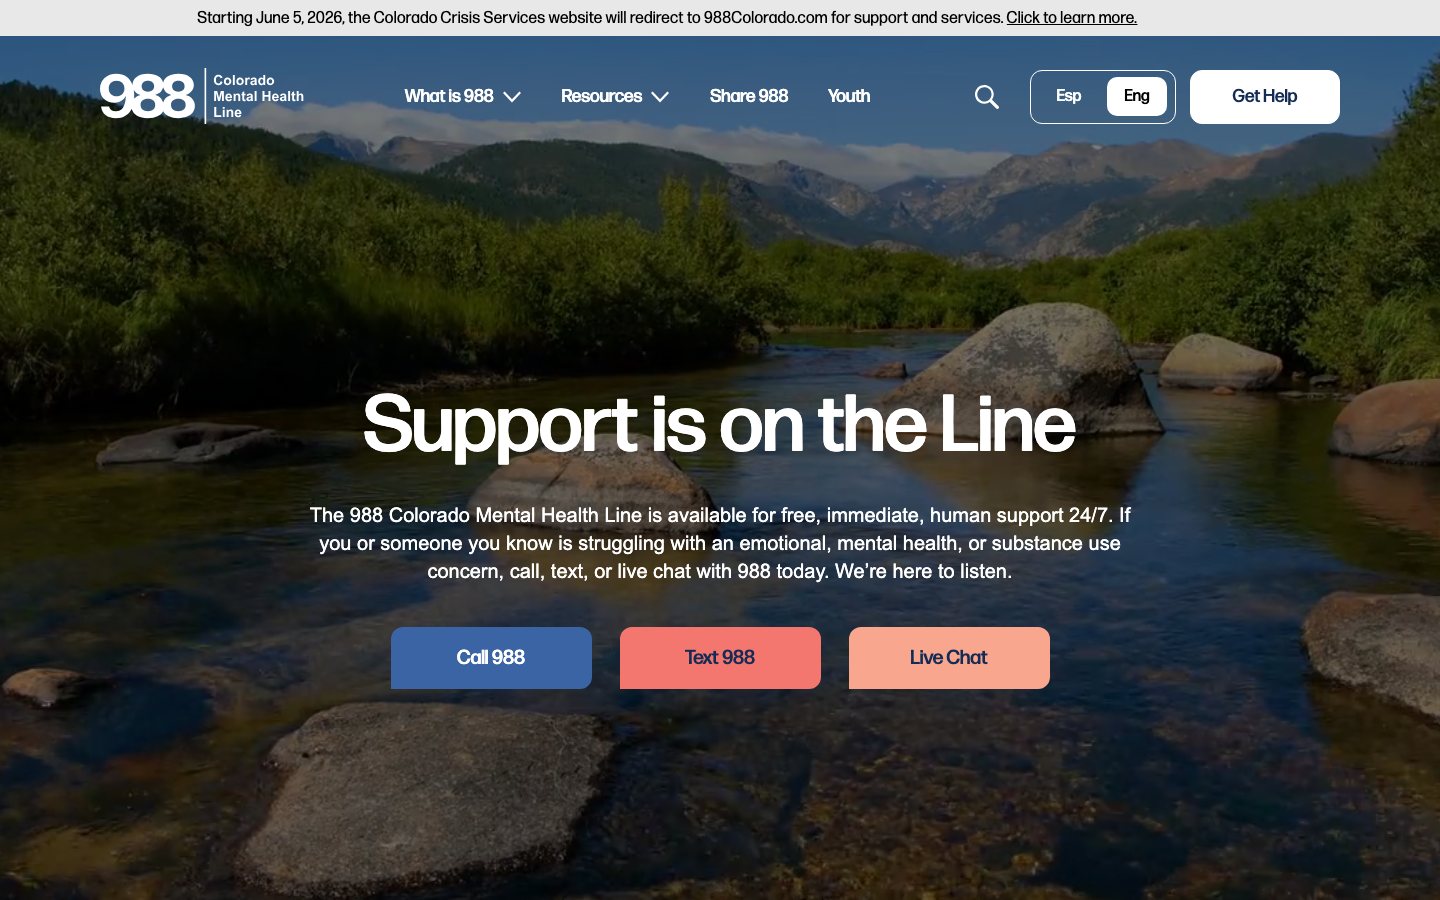 Starting June 5, 2026, the Colorado Crisis Services website will redirect to 988Colorado.com for support and services. Click to learn more.
988 Colorado
Mental Health
Line
What is 988
Resources
Share 988
Youth
Esp
Eng
Get Help
Support is on the Line
The 988 Colorado Mental Health Line is available for free, immediate, human support 24/7. If
you or someone you know is struggling with an emotional, mental health, or substance use
concern, call, text, or live chat with 988 today. We’re here to listen.
Call 988
Text 988
Live Chat